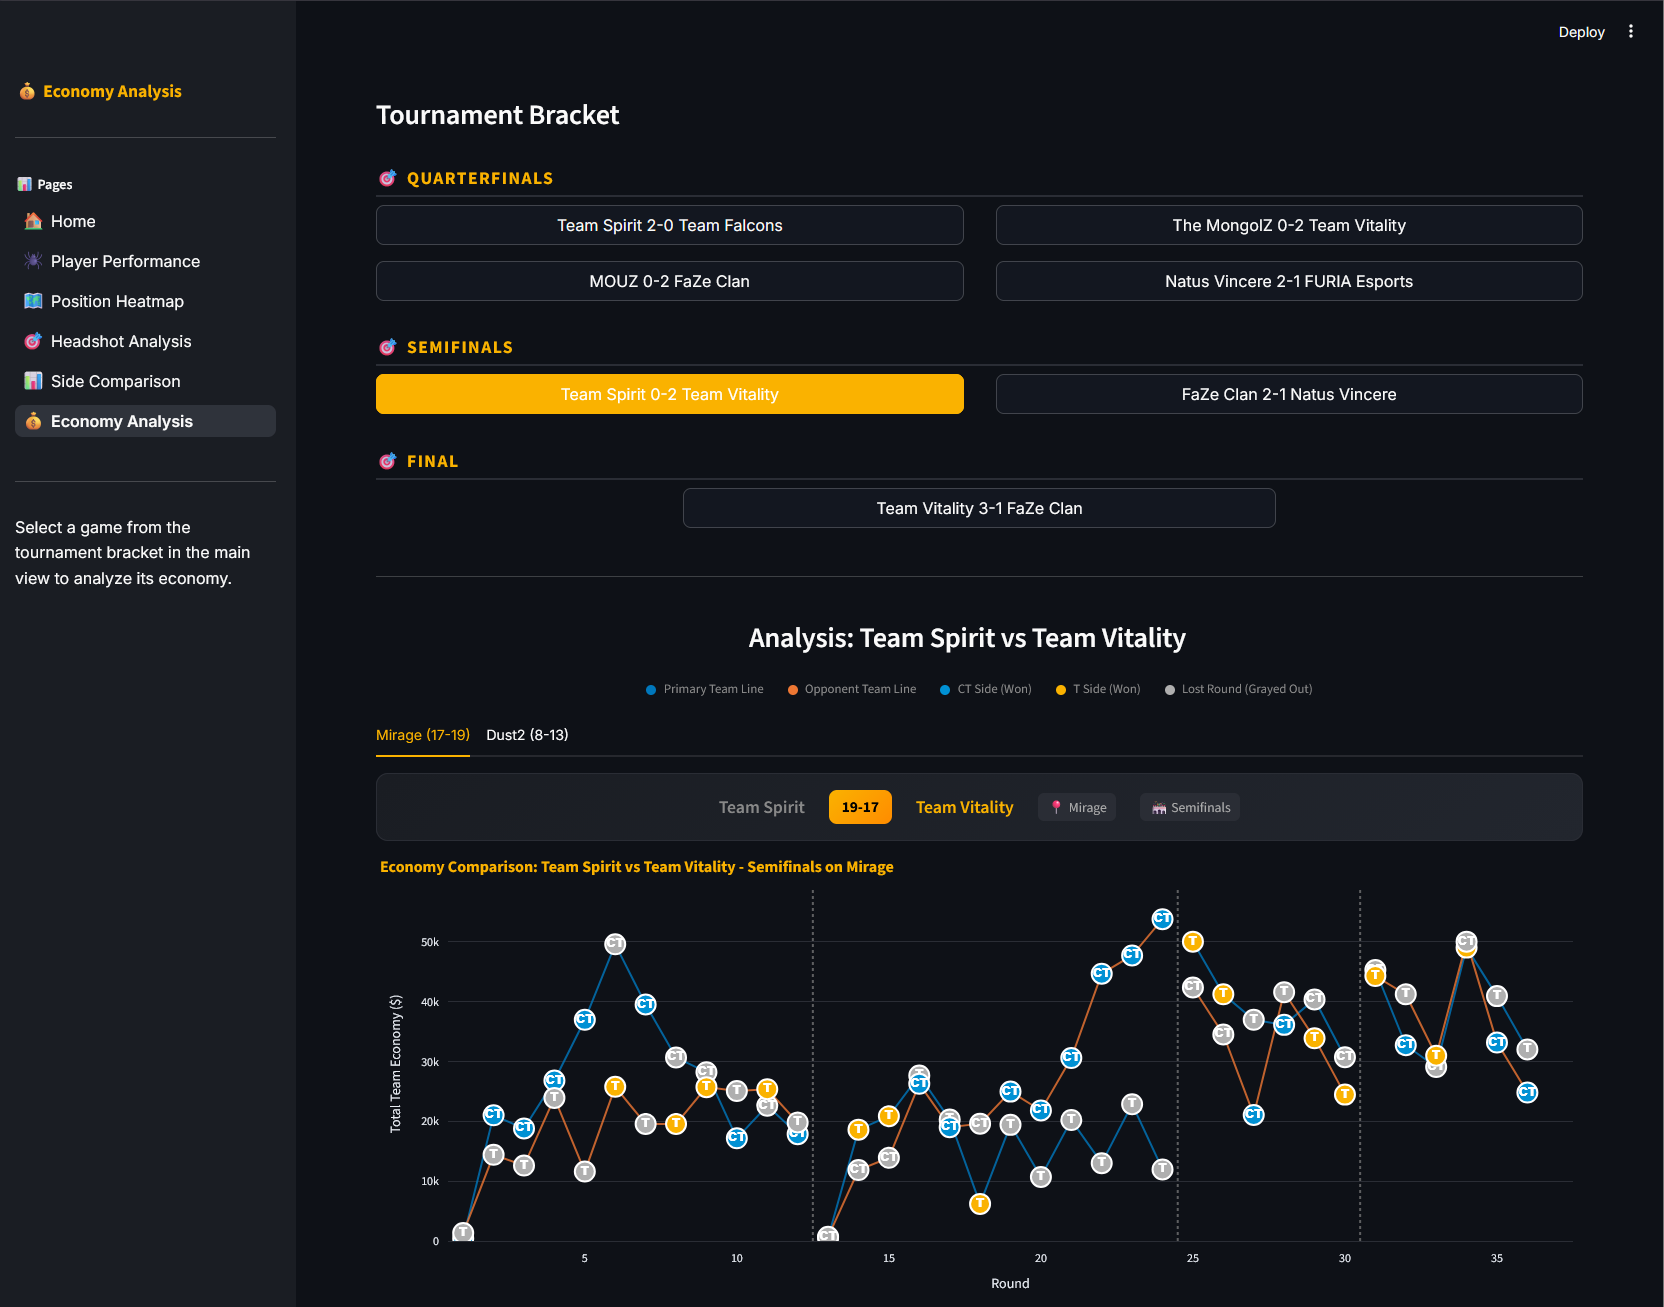 Deploy
Economy Analysis
Pages
Home
Player Performance
Position Heatmap
Headshot Analysis
Side Comparison
Economy Analysis
Select a game from the
tournament bracket in the main
view to analyze its economy.
Tournament Bracket
QUARTERFINALS
Team Spirit 2-0 Team Falcons
The MongolZ 0-2 Team Vitality
MOUZ 0-2 FaZe Clan
Natus Vincere 2-1 FURIA Esports
SEMIFINALS
Team Spirit 0-2 Team Vitality
FaZe Clan 2-1 Natus Vincere
FINAL
Team Vitality 3-1 FaZe Clan
Analysis: Team Spirit vs Team Vitality
Primary Team Line Opponent Team Line CT Side (Won) T Side (Won) Lost Round (Grayed Out)
Mirage (17-19) Dust2 (8-13)
Team Spirit 19-17 Team Vitality Mirage Semifinals
Economy Comparison: Team Spirit vs Team Vitality - Semifinals on Mirage
Total Team Economy ($)
50k
40k
30k
20k
10k
0
5 10 15 20 25 30 35
Round